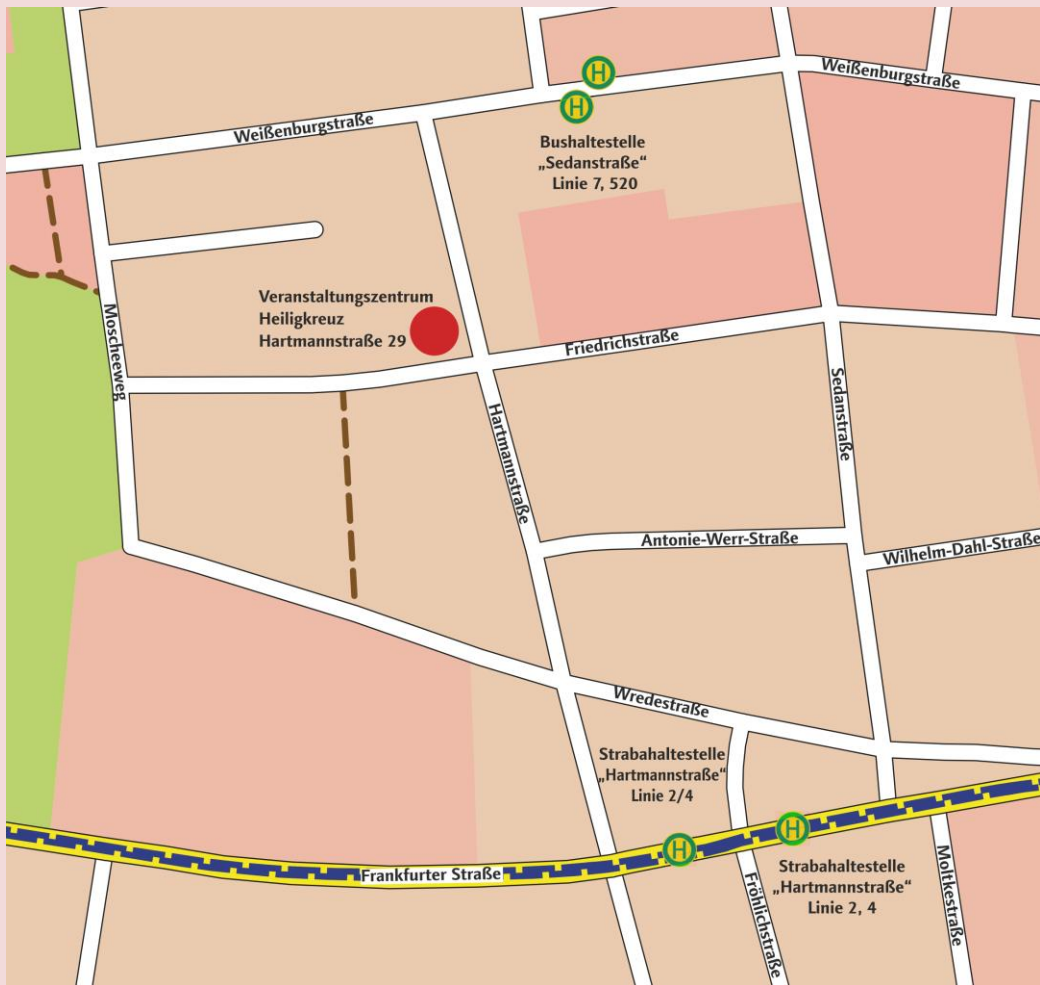 H
Weißenburgstraße
Weißenburgstraße
H
Bushaltestelle
„Sedanstraße“
Linie 7, 520
Veranstaltungszentrum
Heiligkreuz
Hartmannstraße 29
Moscheeweg
Friedrichstraße
Sedanstraße
Hartmannstraße
Antonie-Werr-Straße
Wilhelm-Dahl-Straße
Wredestraße
Strabahaltestelle
„Hartmannstraße“
Linie 2/4
H
H
Frankfurter Straße
Strabahaltestelle
„Hartmannstraße“
Linie 2, 4
Fröhlichstraße
Moltkestraße